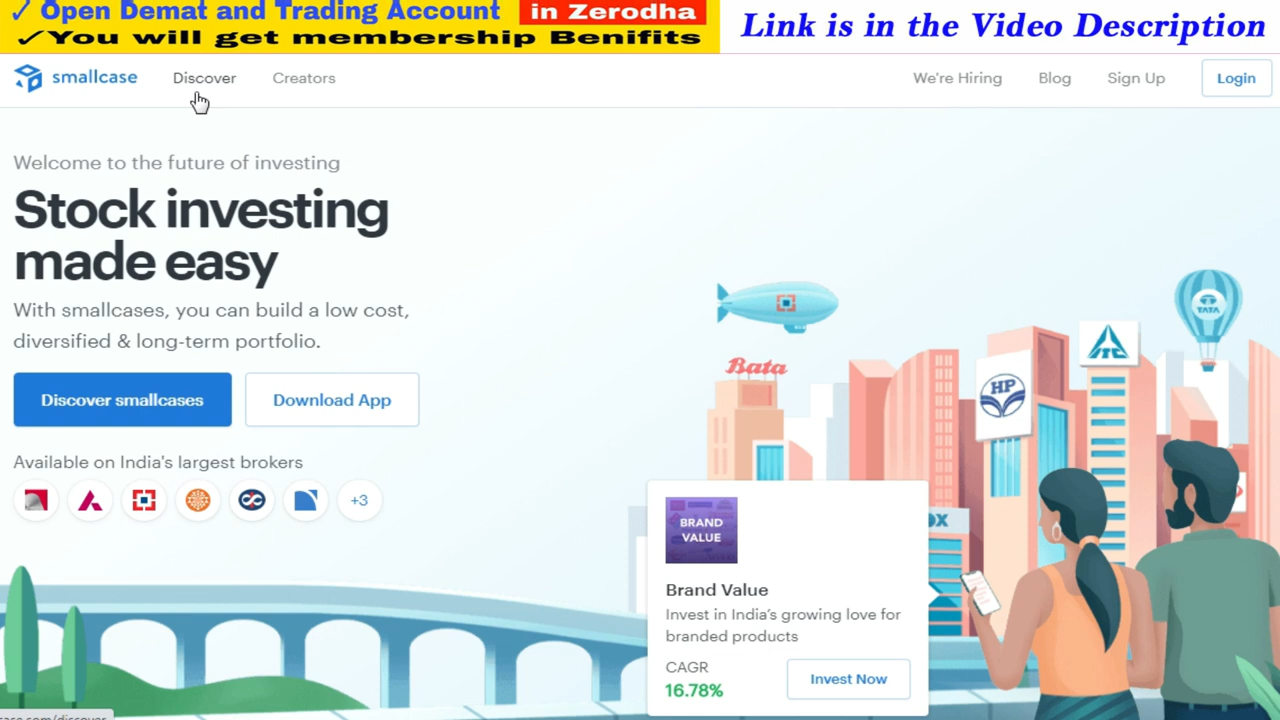 ✓ Open Demat and Trading Account in Zerodha
✓You will get membership Benifits
Link is in the Video Description
smallcase Discover Creators We're Hiring Blog Sign Up Login
Welcome to the future of investing
Stock investing
made easy
With smallcases, you can build a low cost,
diversified & long-term portfolio.
Discover smallcases Download App
Available on India's largest brokers
+3
Bata
HP
ITC
TATA
OX
BRAND
VALUE
Brand Value
Invest in India's growing love for
branded products
CAGR
16.78%
Invest Now